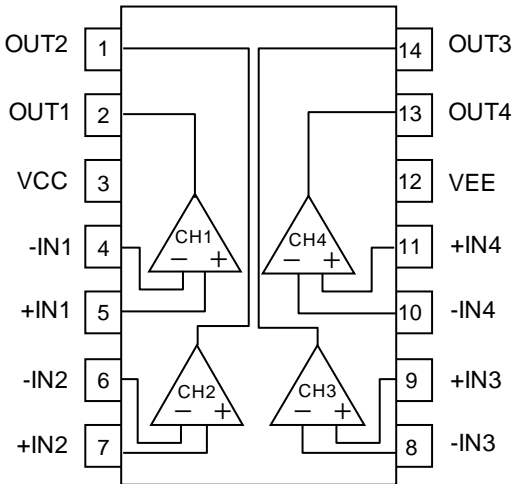 OUT2 1 14 OUT3
OUT1 2 13 OUT4
VCC 3 12 VEE
-IN1 4 CH1 CH4 11 +IN4
− + − +
+IN1 5 10 -IN4
-IN2 6 CH2 CH3 9 +IN3
− + − +
+IN2 7 8 -IN3